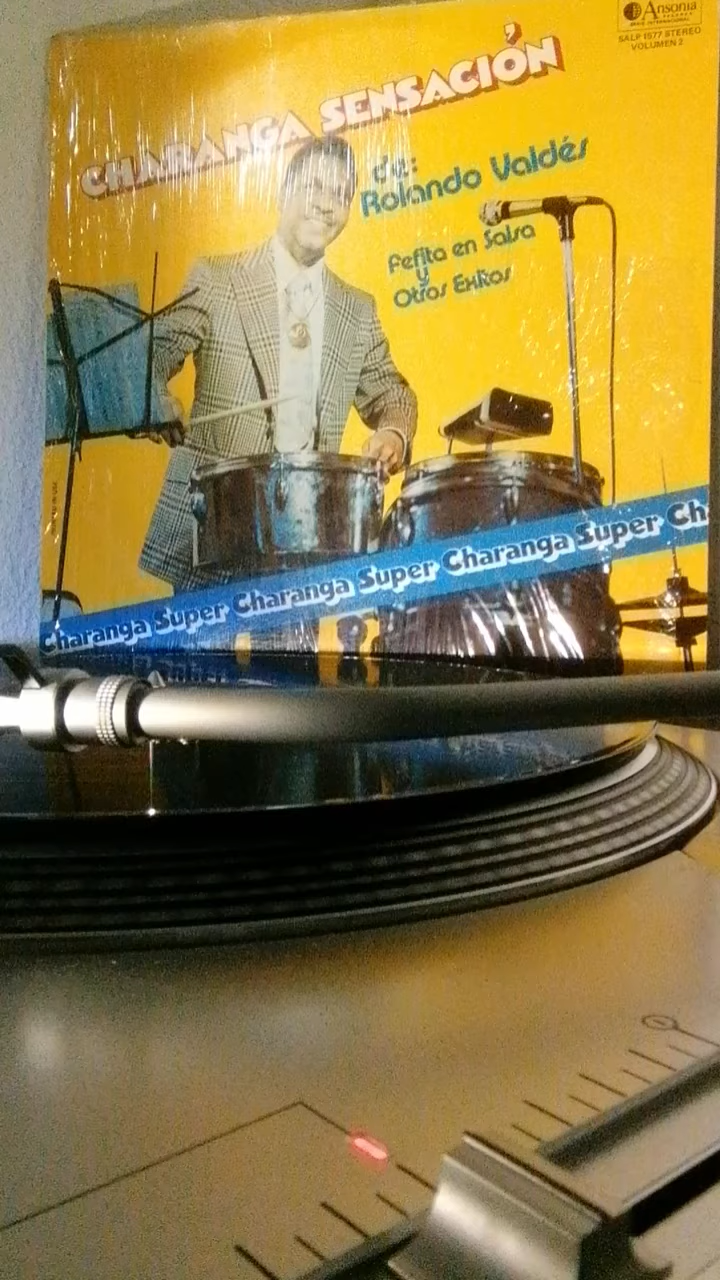 Ansonia
SALP 1577 STEREO
VOLUMEN 2
CHARANGA SENSACIÓN
de:
Rolando Valdés
Fefita en Salsa
y
Otros Exitos
Charanga Super Charanga Super Charanga Super Ch